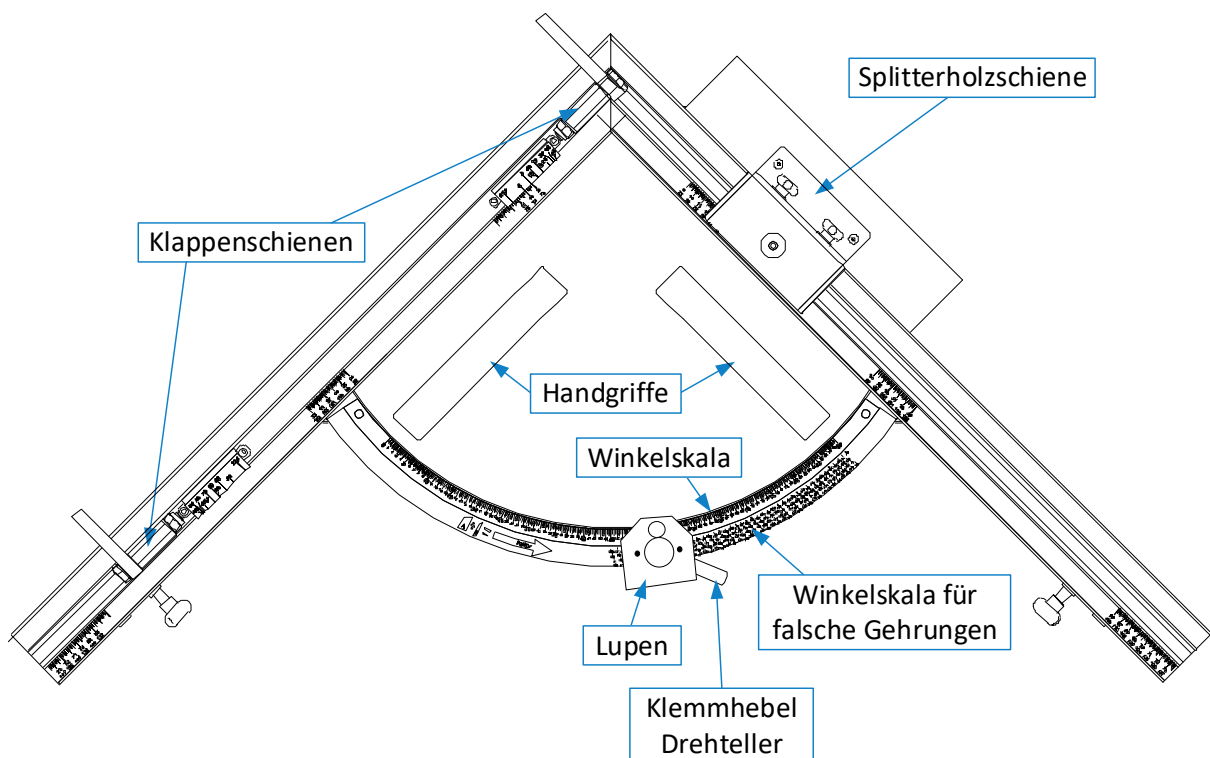 Splitterholzschiene
Klappenschienen
Handgriffe
Winkelskala
Winkelskala für
falsche Gehrungen
Lupen
Klemmhebel
Drehteller